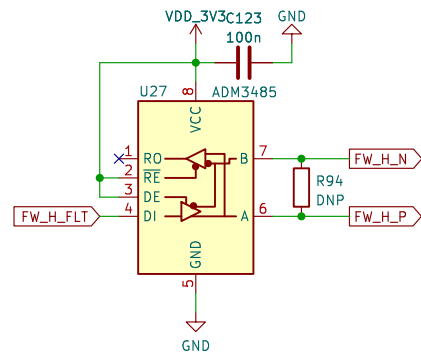 VDD_3V3
C123
GND
100n
U27
ADM3485
8
VCC
1
RO
B
7
FW_H_N
2
RE
R94
3
DE
DNP
FW_H_FLT
4
DI
A
6
FW_H_P
GND
5
GND